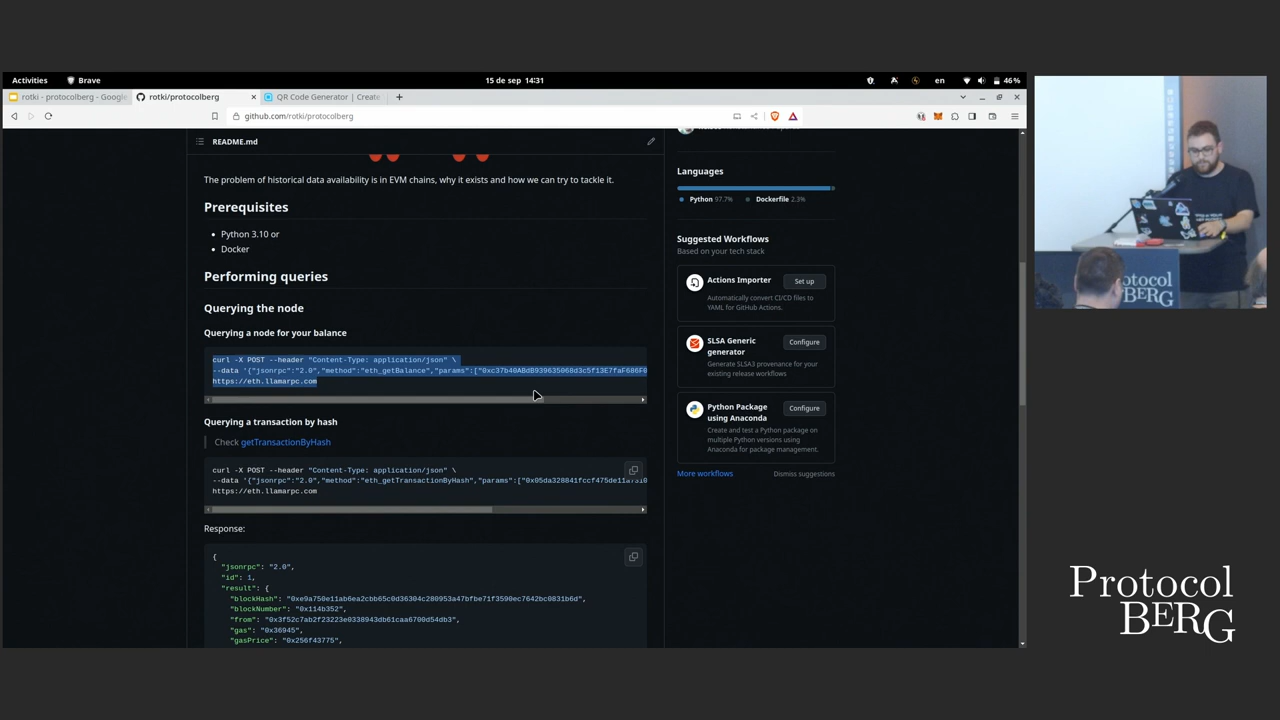 Activities
Brave
15 de sep 14:31
en
46 %
rotki - protocolberg - Google
rotki/protocolberg
QR Code Generator | Create
github.com/rotki/protocolberg
README.md
The problem of historical data availability is in EVM chains, why it exists and how we can try to tackle it.
Prerequisites
• Python 3.10 or
• Docker
Performing queries
Querying the node
Querying a node for your balance
curl -X POST --header "Content-Type: application/json" \
--data '{"jsonrpc":"2.0","method":"eth_getBalance","params":["0xc37b40ABdB939635068d3c5f13E7faF686F0
https://eth.llamarpc.com
Querying a transaction by hash
Check getTransactionByHash
curl -X POST --header "Content-Type: application/json" \
--data '{"jsonrpc":"2.0","method":"eth_getTransactionByHash","params":["0x05da328841fccf475de11a7310
https://eth.llamarpc.com
Response:
{
"jsonrpc": "2.0",
"id": 1,
"result": {
"blockHash": "0xe9a750e11ab6ea2cbb65c0d36304c280953a47bfbe71f3590ec7642bc0831b6d",
"blockNumber": "0x114b352",
"from": "0x3f52c7ab2f23223e0338943db61caa6700d54db3",
"gas": "0x36945",
"gasPrice": "0x256f43775",
Languages
Python 97.7%
Dockerfile 2.3%
Suggested Workflows
Based on your tech stack
Actions Importer
Set up
Automatically convert CI/CD files to
YAML for GitHub Actions.
SLSA Generic
generator
Configure
Generate SLSA3 provenance for your
existing release workflows
Python Package
using Anaconda
Configure
Create and test a Python package on
multiple Python versions using
Anaconda for package management.
More workflows
Dismiss suggestions
rotocol
BERG
Protocol
BERG